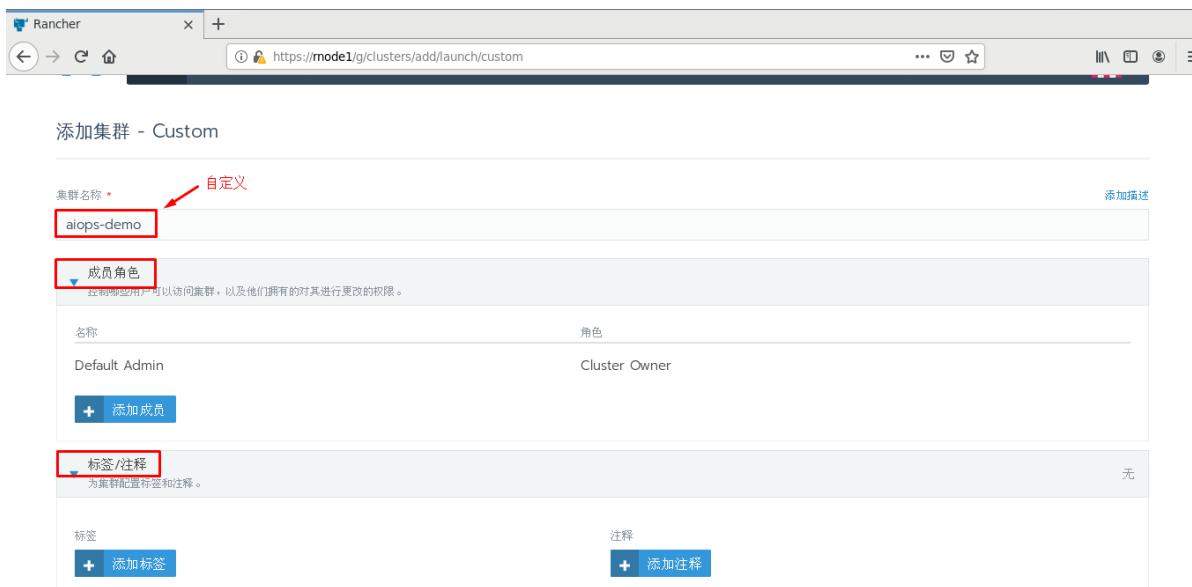 Rancher
https://rnode1/g/clusters/add/launch/custom
添加集群 - Custom
自定义
集群名称 *
添加描述
aiops-demo
成员角色
控制哪些用户可以访问集群，以及他们拥有的对其进行更改的权限。
名称 角色
Default Admin Cluster Owner
+ 添加成员
标签/注释
无
为集群配置标签和注释。
标签 注释
+ 添加标签 + 添加注释